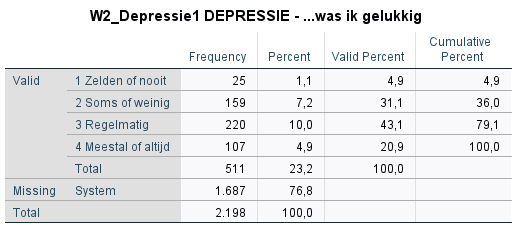 W2_Depressie1 DEPRESSIE - ...was ik gelukkig
Frequency Percent Valid Percent Cumulative Percent
Valid 1 Zelden of nooit 25 1,1 4,9 4,9
2 Soms of weinig 159 7,2 31,1 36,0
3 Regelmatig 220 10,0 43,1 79,1
4 Meestal of altijd 107 4,9 20,9 100,0
Total 511 23,2 100,0
Missing System 1.687 76,8
Total 2.198 100,0